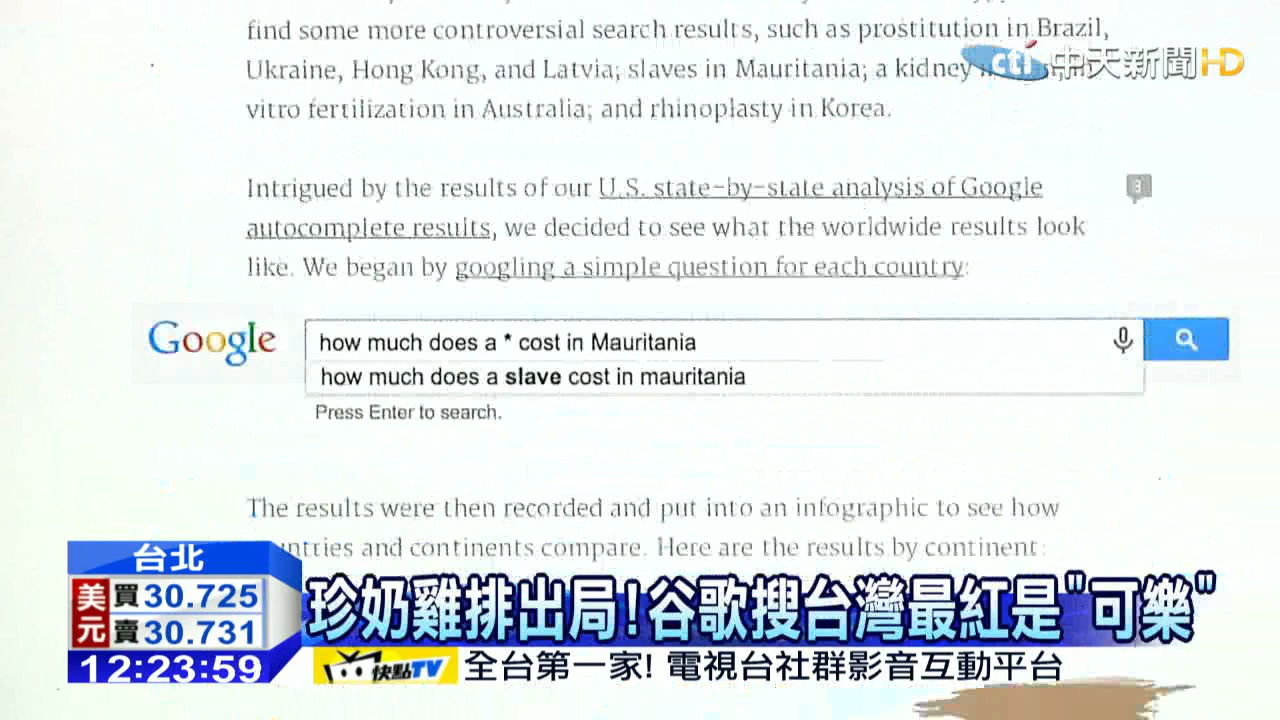 find some more controversial search results, such as prostitution in Brazil,
Ukraine, Hong Kong, and Latvia; slaves in Mauritania; a kidney
cti 中天新聞HD
vitro fertilization in Australia; and rhinoplasty in Korea.
Intrigued by the results of our U.S. state-by-state analysis of Google
3
autocomplete results, we decided to see what the worldwide results look
like. We began by googling a simple question for each country:
Google
how much does a * cost in Mauritania
how much does a slave cost in mauritania
Press Enter to search.
The results were then recorded and put into an infographic to see how
and continents compare. Here are the results by continent:
台北
美元
買30.725
賣30.731
12:23:59
珍奶雞排出局!谷歌搜台灣最紅是"可樂"
快點TV 全台第一家! 電視台社群影音互動平台